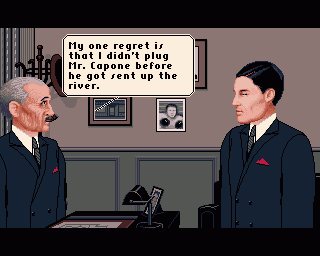 My one regret is
that I didn't plug
Mr. Capone before
he got sent up the
river.